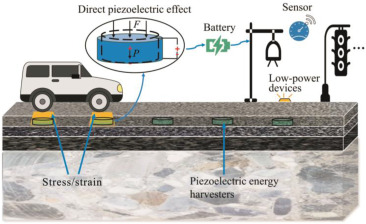 Direct piezoelectric effect
F
P
Battery
Sensor
Low-power
devices
Stress/strain
Piezoelectric energy
harvesters